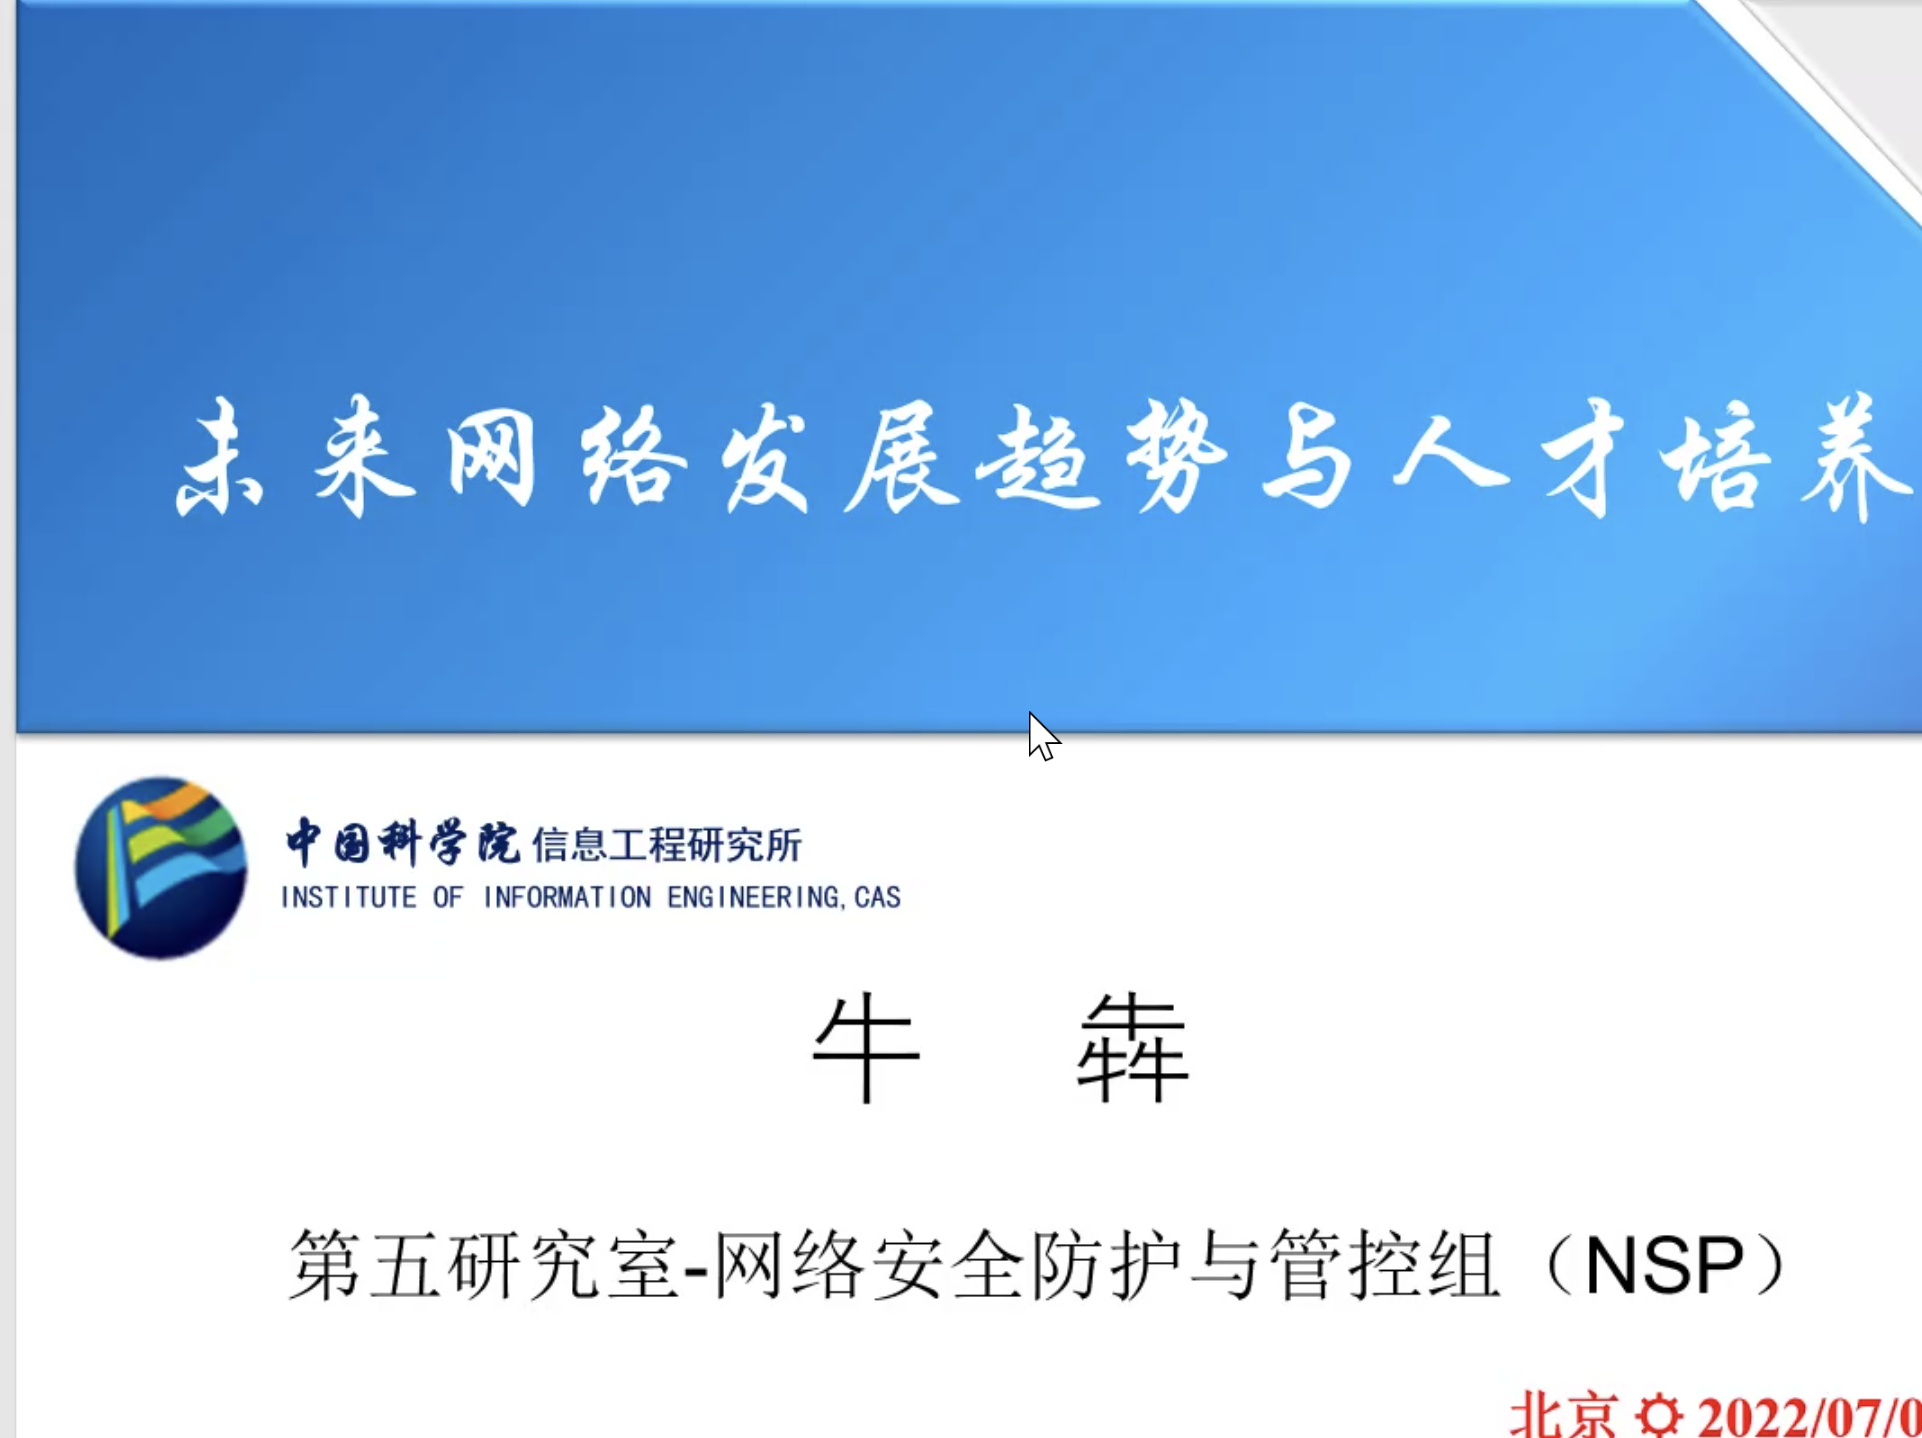 未来网络发展趋势与人才培养
中国科学院信息工程研究所
INSTITUTE OF INFORMATION ENGINEERING,CAS
牛 犇
第五研究室-网络安全防护与管控组（NSP）
北京 ☼ 2022/07/0